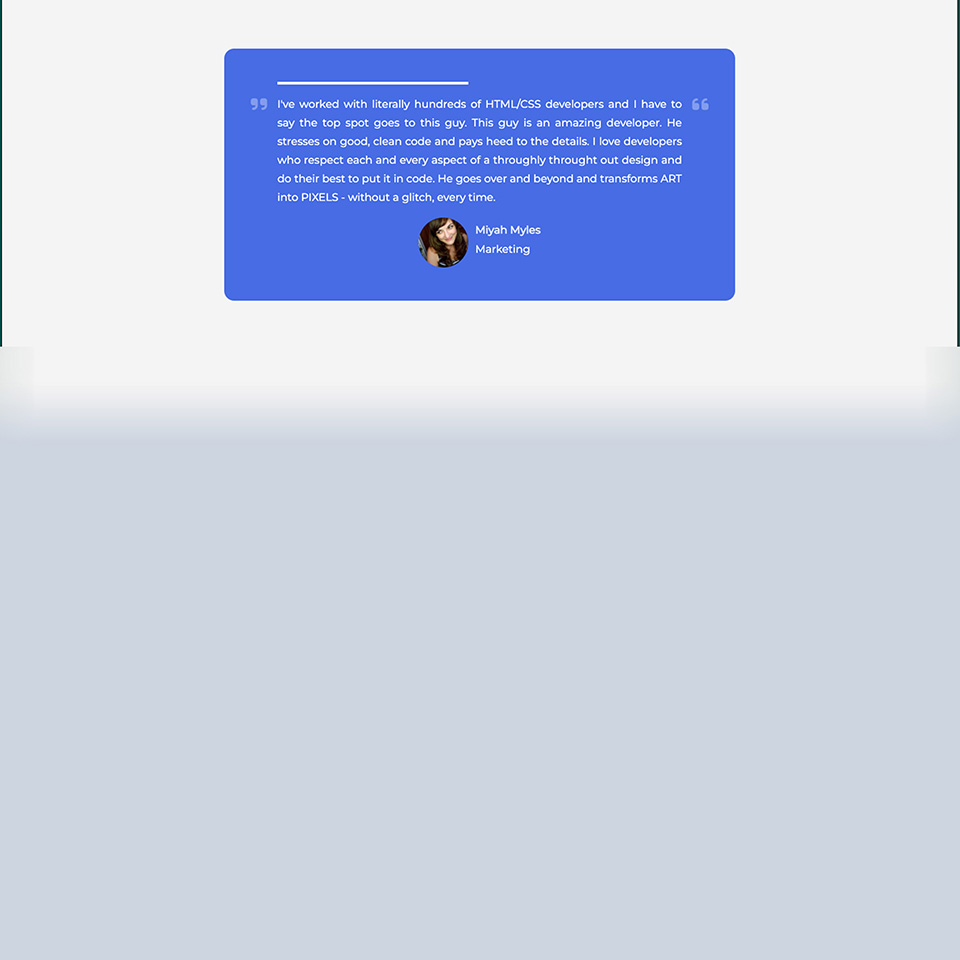 I've worked with literally hundreds of HTML/CSS developers and I have to
say the top spot goes to this guy. This guy is an amazing developer. He
stresses on good, clean code and pays heed to the details. I love developers
who respect each and every aspect of a throughly throught out design and
do their best to put it in code. He goes over and beyond and transforms ART
into PIXELS - without a glitch, every time.
Miyah Myles
Marketing